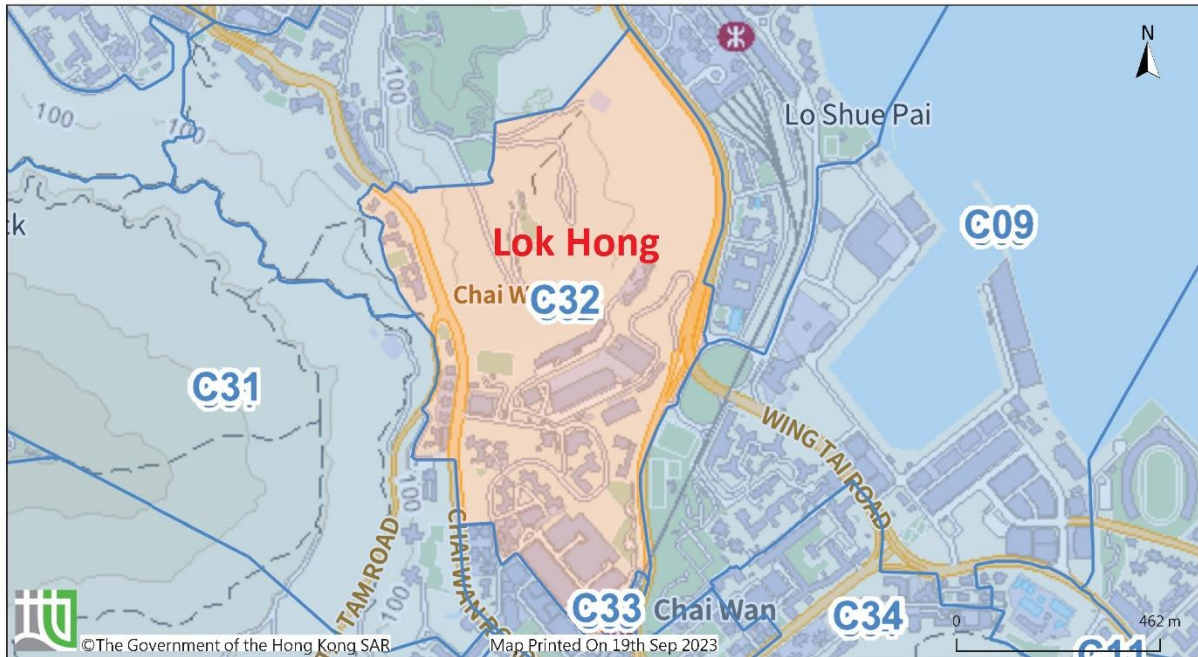 N
100
100
100
Lo Shue Pai
C09
ck
Lok Hong
Chai W
C32
C31
WING TAI ROAD
TAM ROAD
100
CHAI WAN R
C33
Chai Wan
C34
0
462 m
C11
©The Government of the Hong Kong SAR
Map Printed On 19th Sep 2023